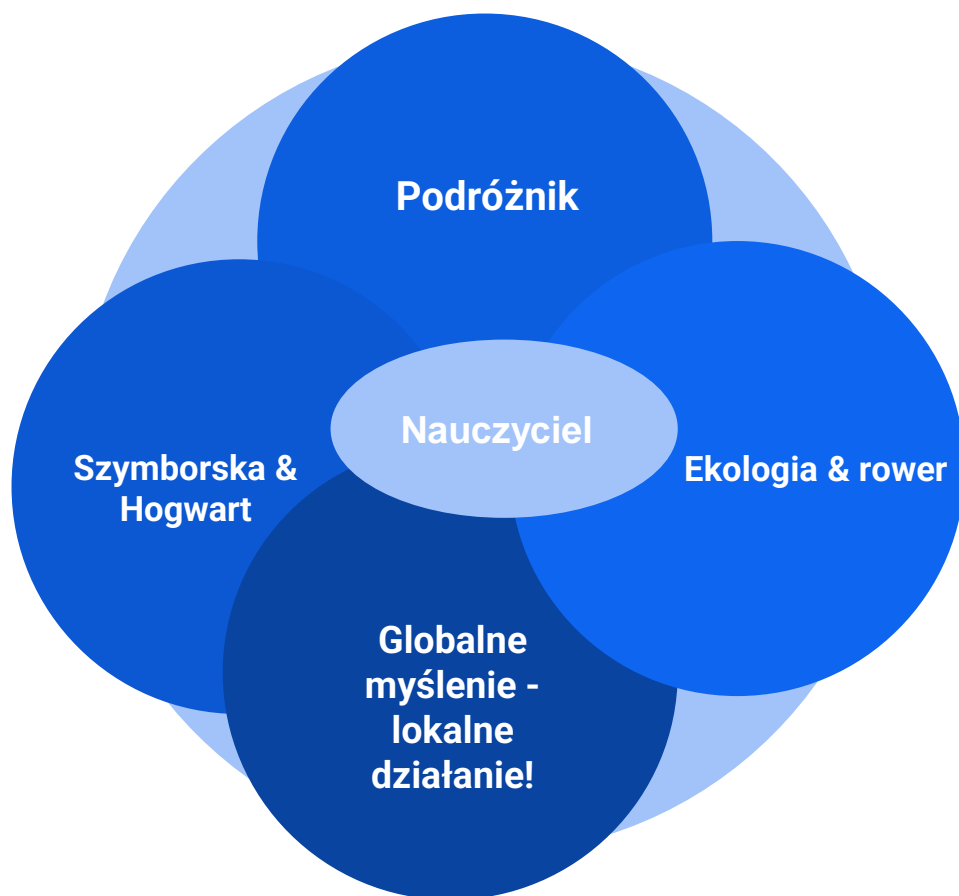 Podróżnik
Nauczyciel
Szymborska &
Hogwart
Ekologia & rower
Globalne
myślenie -
lokalne
działanie!